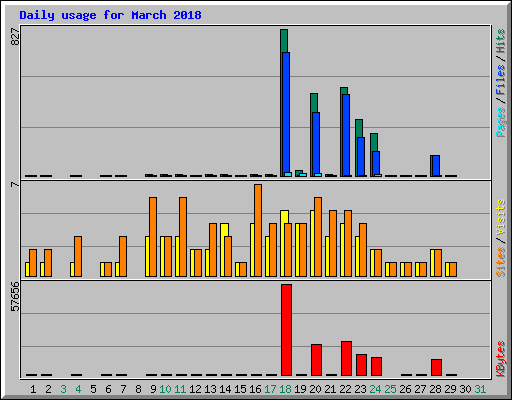 Daily usage for March 2018
827
Pages / Files / Hits
7
Sites / Visits
57656
KBytes
1 2 3 4 5 6 7 8 9 10 11 12 13 14 15 16 17 18 19 20 21 22 23 24 25 26 27 28 29 30 31